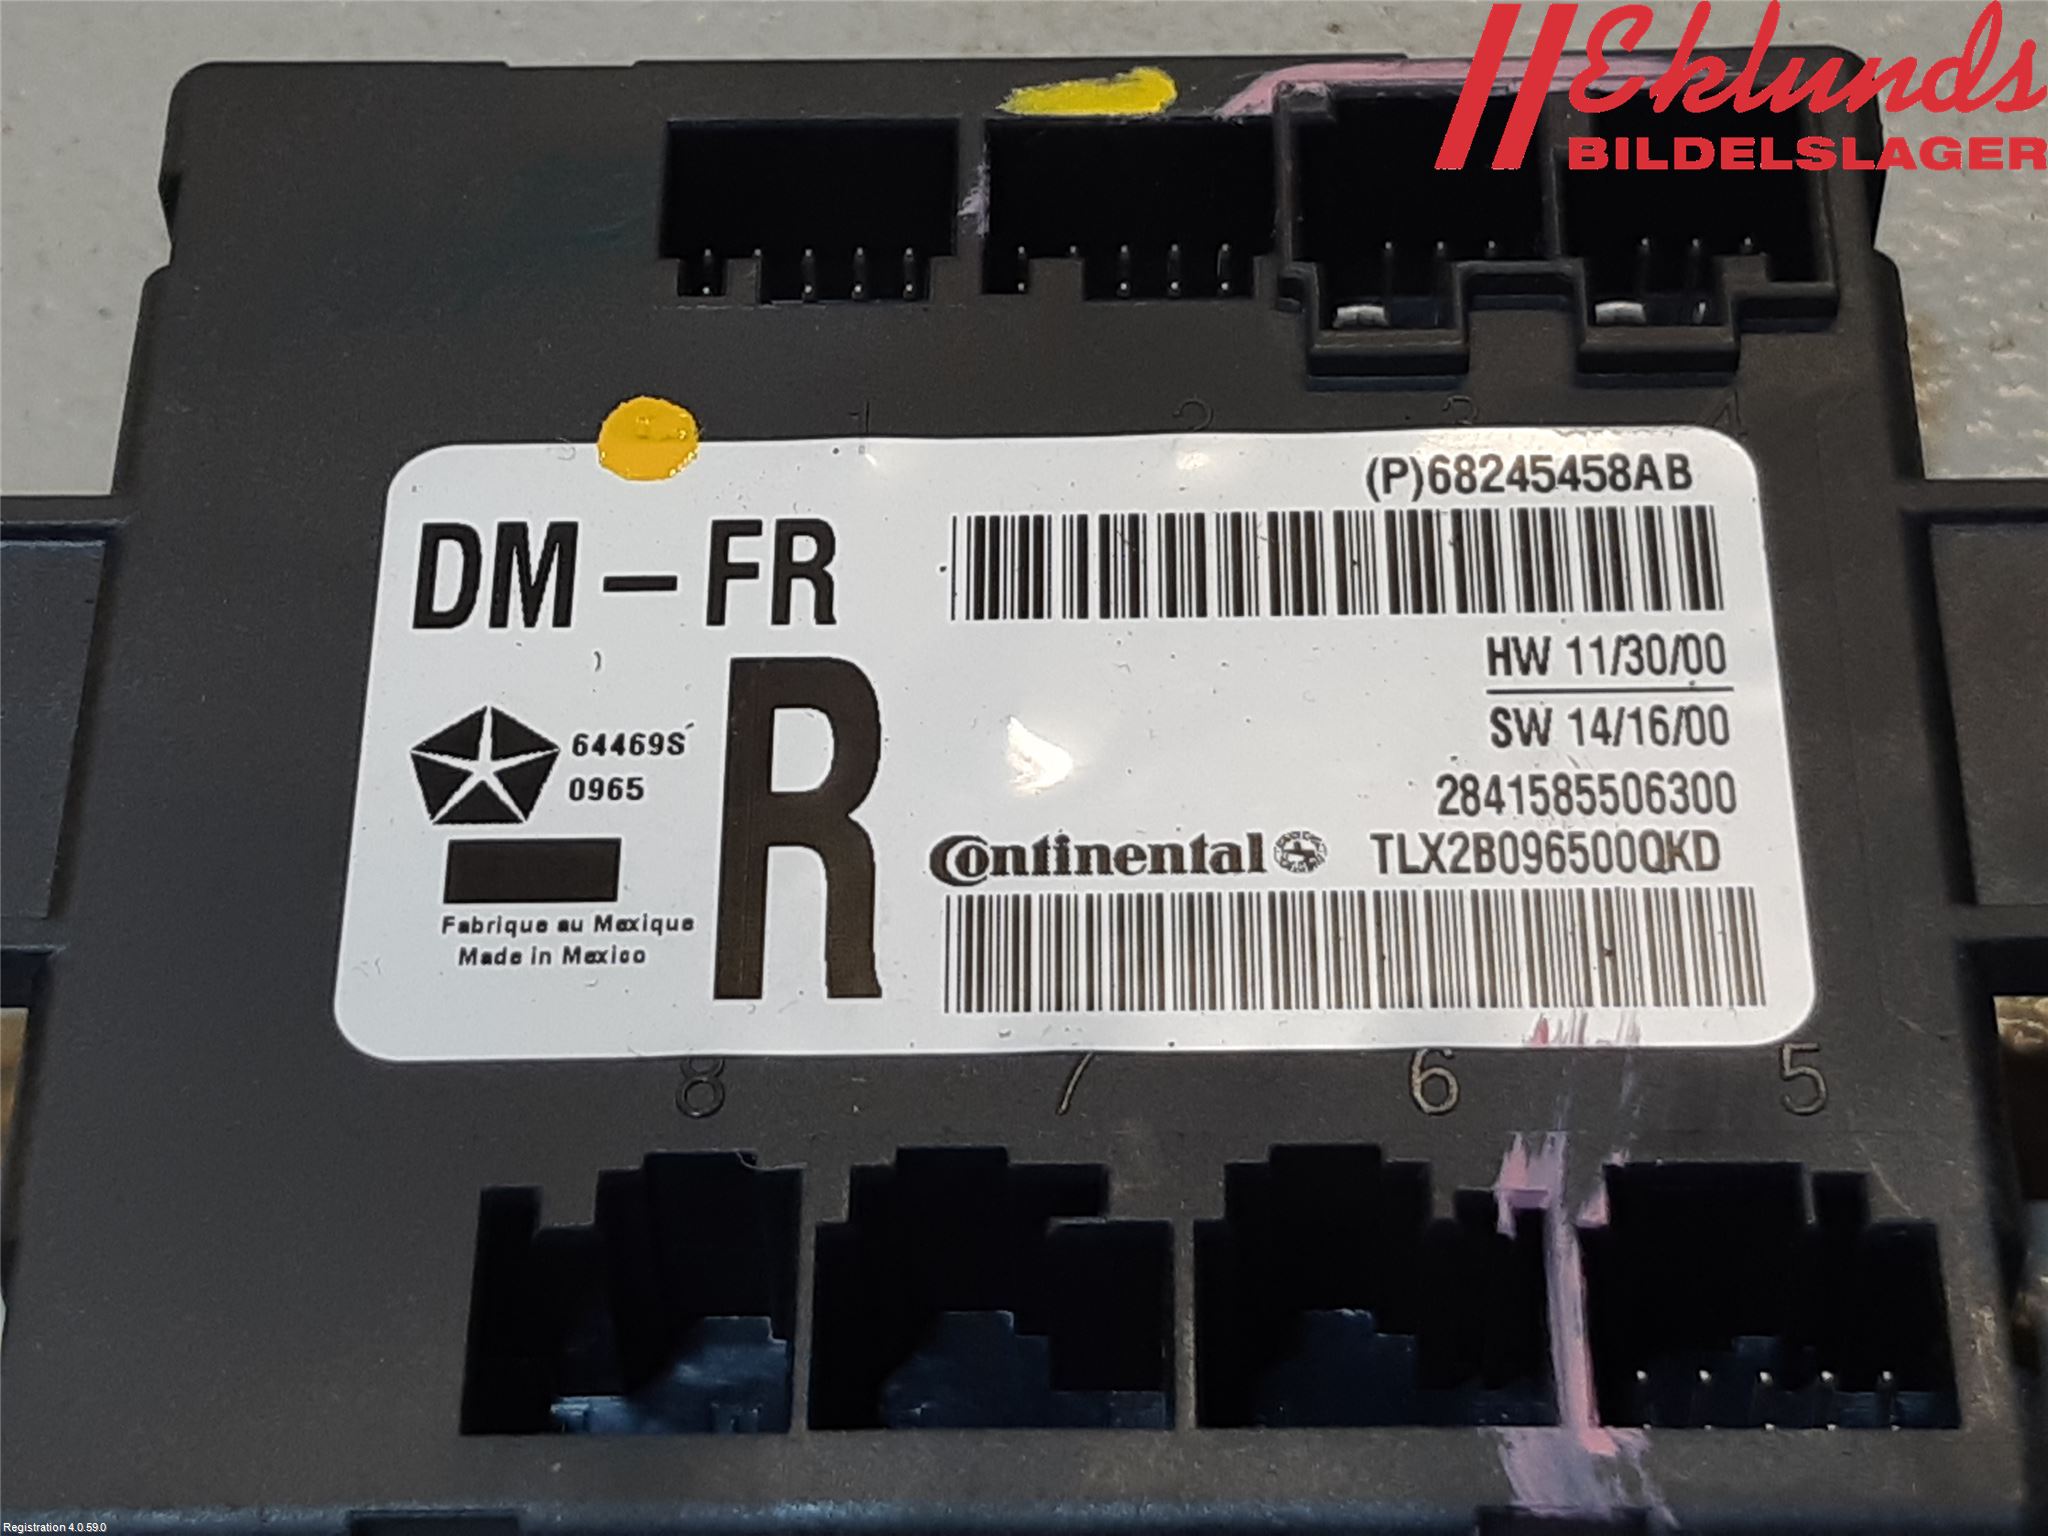 Eklunds
BILDELSLAGER
1 2 3 4
(P)68245458AB
DM-FR
HW 11/30/00
SW 14/16/00
64469S
0965
R
2841585506300
Continental TLX2B096500QKD
Fabrique au Mexique
Made in Mexico
8 7 6 5
Registration 4.0.59.0